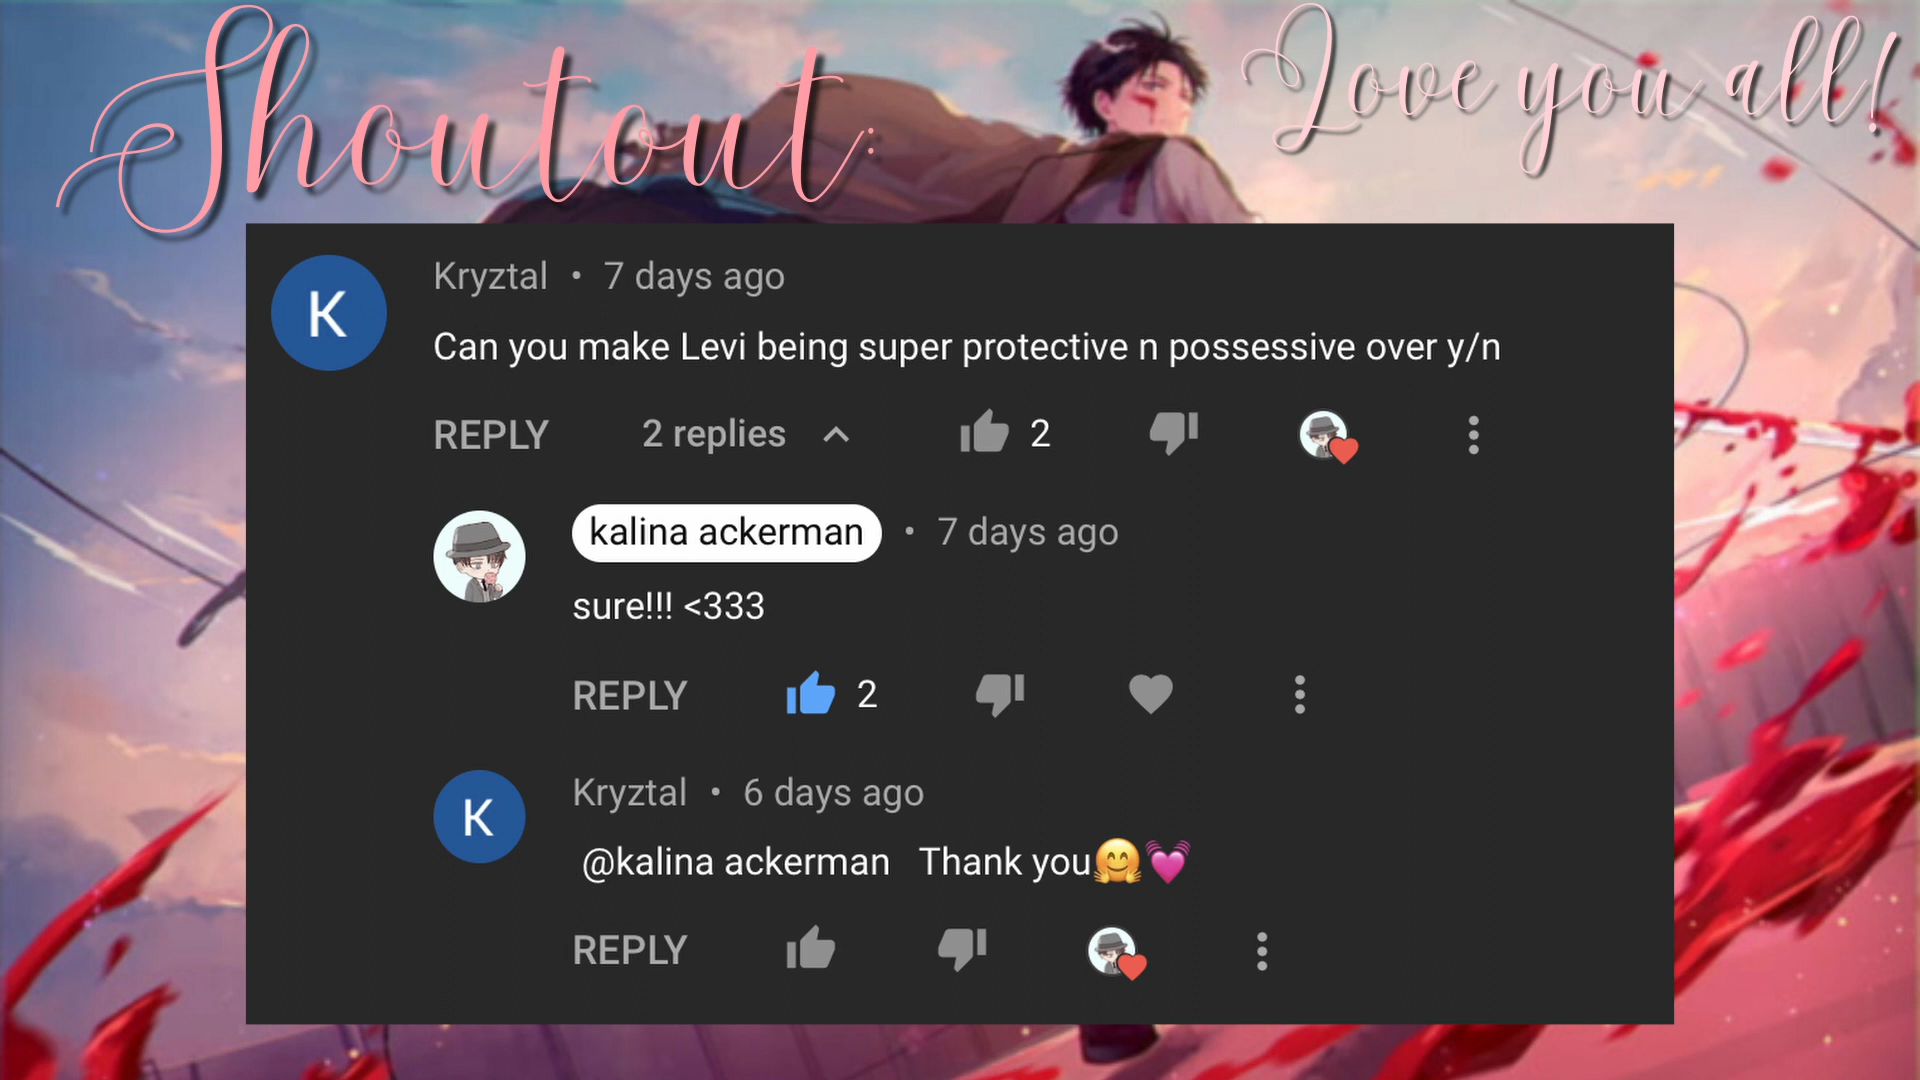 Shoutout:
Love you all!
K
Kryztal • 7 days ago
Can you make Levi being super protective n possessive over y/n
REPLY 2 replies 2
kalina ackerman • 7 days ago
sure!!! <333
REPLY 2
K
Kryztal • 6 days ago
@kalina ackerman Thank you🤗💓
REPLY